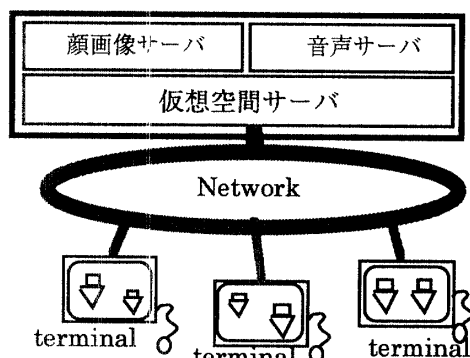 顔画像サーバ
音声サーバ
仮想空間サーバ
Network
terminal
terminal
terminal